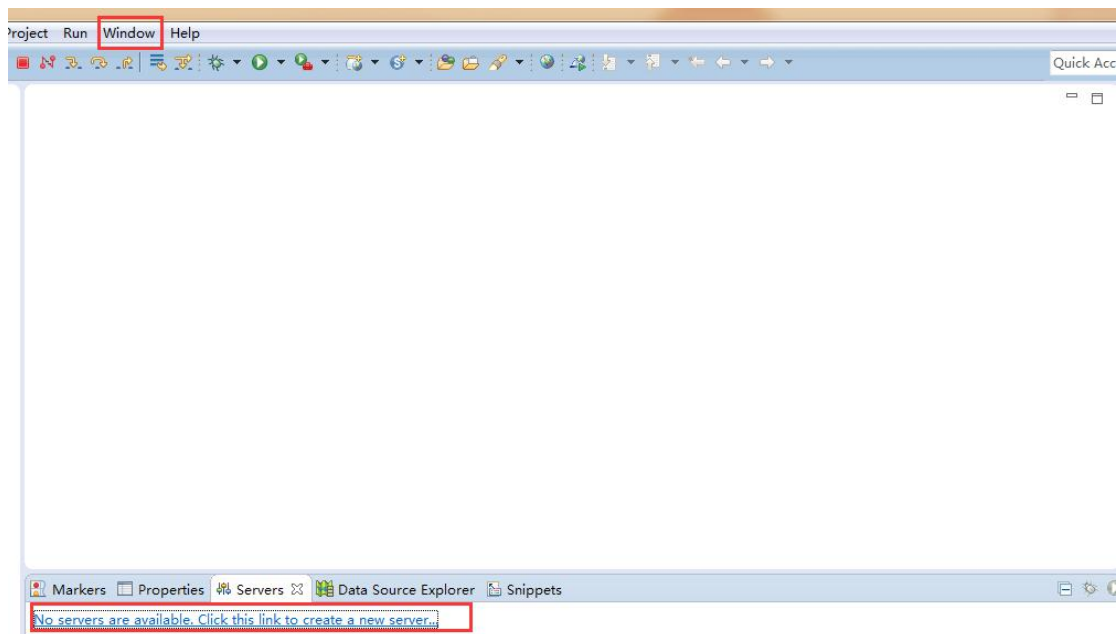 Project Run Window Help
Quick Acc
Markers Properties Servers Data Source Explorer Snippets
No servers are available. Click this link to create a new server...